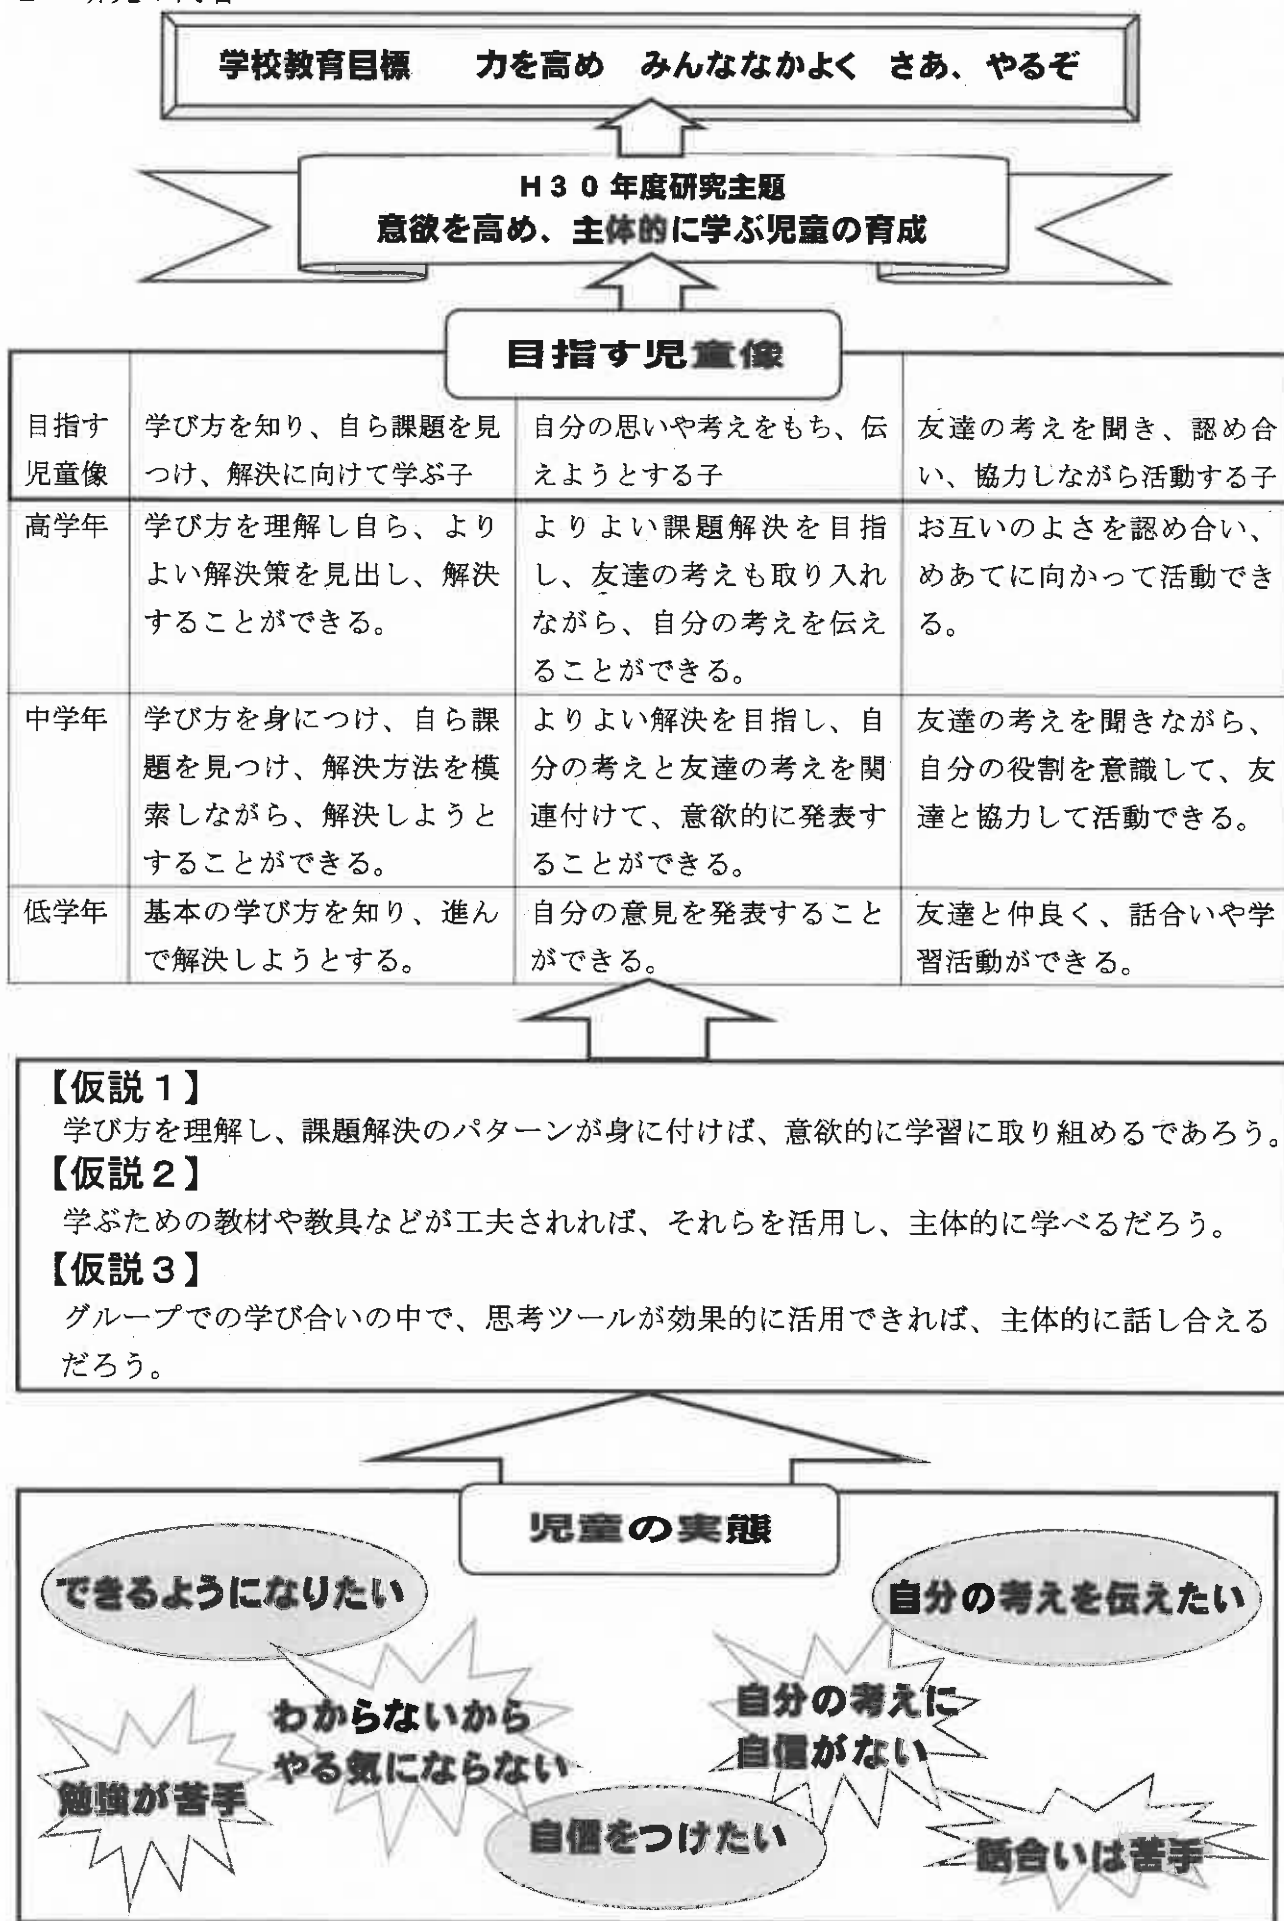 学校教育目標　　力を高め　みんななかよく　さあ、やるぞ
Ｈ３０年度研究主題
意欲を高め、主体的に学ぶ児童の育成
目指す児童像
目指す
児童像
学び方を知り、自ら課題を見
つけ、解決に向けて学ぶ子
自分の思いや考えをもち、伝
えようとする子
友達の考えを聞き、認め合
い、協力しながら活動する子
高学年
学び方を理解し自ら、より
よい解決策を見出し、解決
することができる。
よりよい課題解決を目指
し、友達の考えも取り入れ
ながら、自分の考えを伝え
ることができる。
お互いのよさを認め合い、
めあてに向かって活動でき
る。
中学年
学び方を身につけ、自ら課
題を見つけ、解決方法を模
索しながら、解決しようと
することができる。
よりよい解決を目指し、自
分の考えと友達の考えを関
連付けて、意欲的に発表す
ることができる。
友達の考えを聞きながら、
自分の役割を意識して、友
達と協力して活動できる。
低学年
基本の学び方を知り、進ん
で解決しようとする。
自分の意見を発表すること
ができる。
友達と仲良く、話合いや学
習活動ができる。
【仮説１】
学び方を理解し、課題解決のパターンが身に付けば、意欲的に学習に取り組めるであろう。
【仮説２】
学ぶための教材や教具などが工夫されれば、それらを活用し、主体的に学べるだろう。
【仮説３】
グループでの学び合いの中で、思考ツールが効果的に活用できれば、主体的に話し合える
だろう。
児童の実態
できるようになりたい
自分の考えを伝えたい
わからないから
やる気にならない
自分の考えに
自信がない
勉強が苦手
自信をつけたい
話合いは苦手